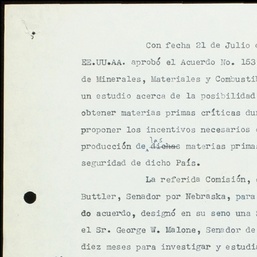 Con fecha 21 de Julio
EE.UU.AA. aprobó el Acuerdo No. 153
de Minerales, Materiales y Combusti
un estudio acerca de la posibilidad
obtener materias primas críticas du
proponer los incentivos necesarios
producción de las dichas materias prima
seguridad de dicho País.
La referida Comisión,
Buttler, Senador por Nebraska, para
do acuerdo, designó en su seno una
el Sr. George W. Malone, Senador de
diez meses para investigar y estudi